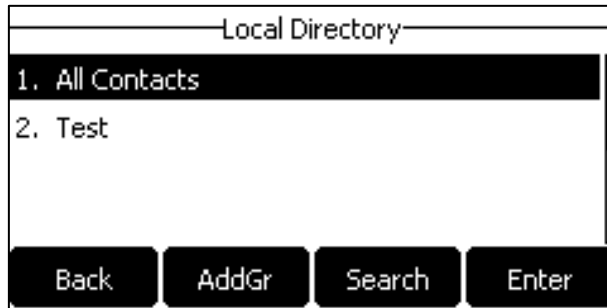 Local Directory
1. All Contacts
2. Test
Back AddGr Search Enter